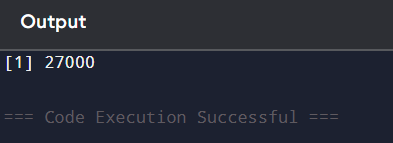 Output
[1] 27000
=== Code Execution Successful ===